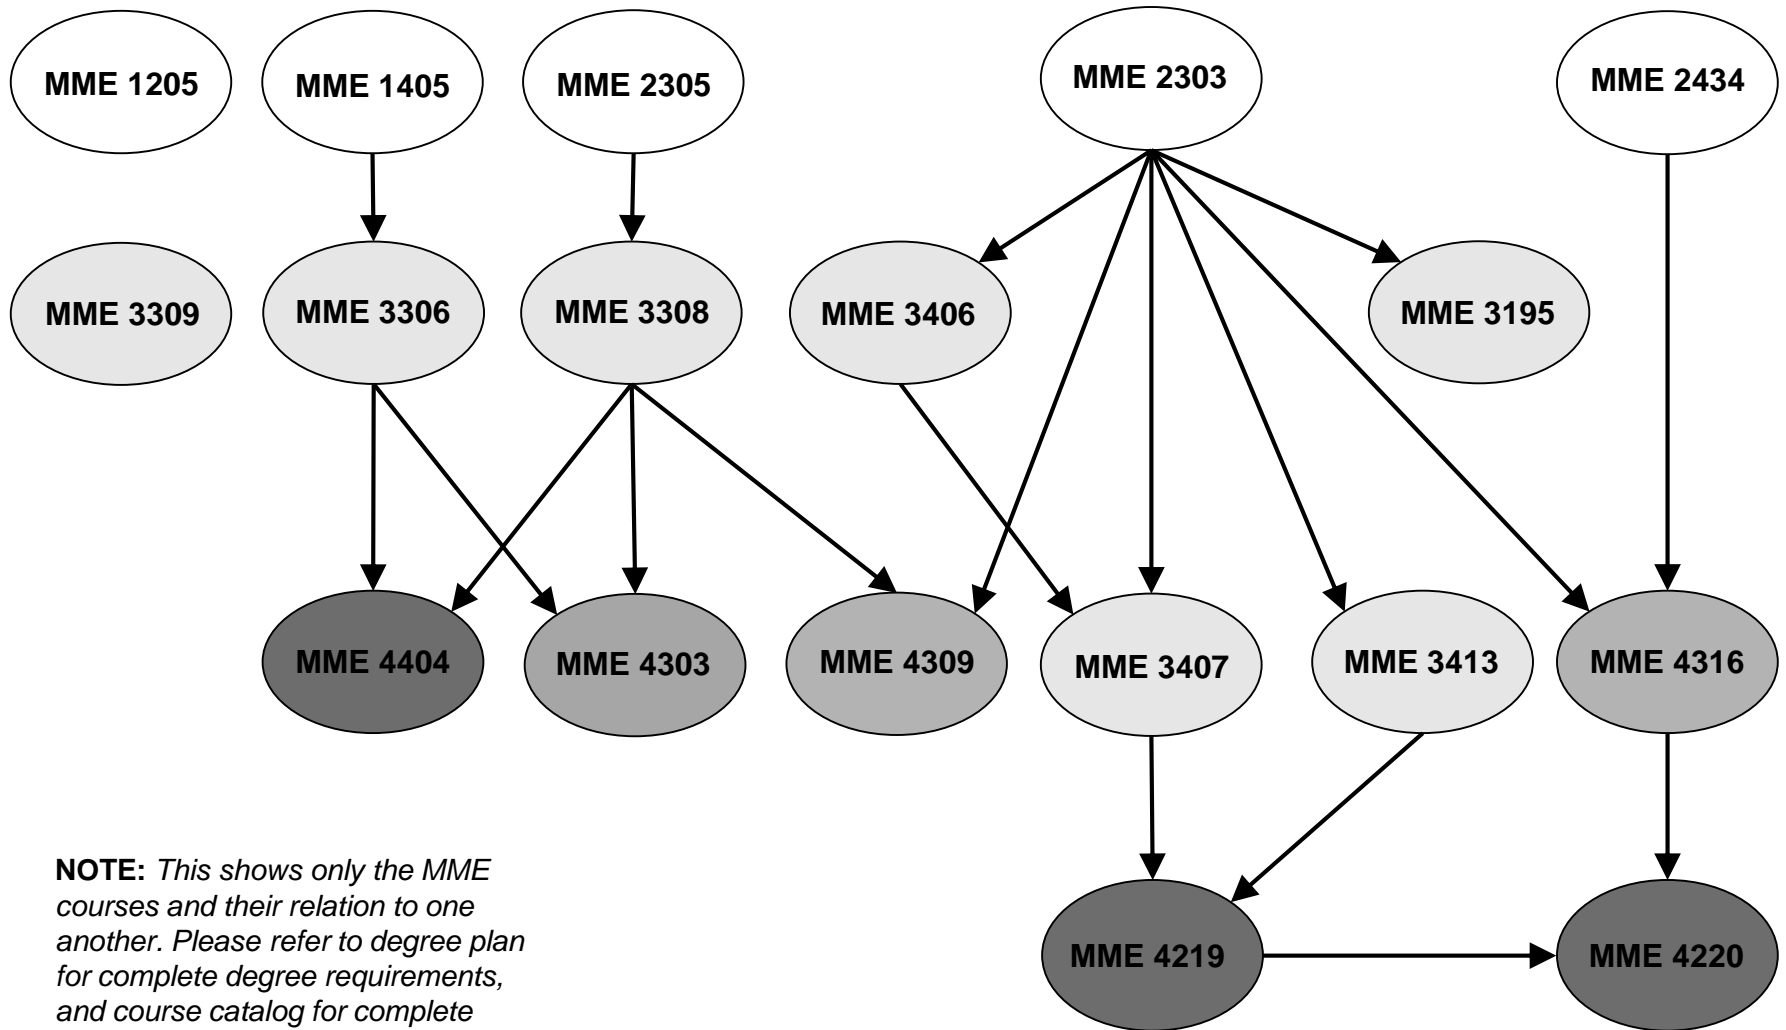 MME 1205
MME 1405
MME 2305
MME 2303
MME 2434
MME 3309
MME 3306
MME 3308
MME 3406
MME 3195
MME 4404
MME 4303
MME 4309
MME 3407
MME 3413
MME 4316
MME 4219
MME 4220
NOTE: This shows only the MME
courses and their relation to one
another. Please refer to degree plan
for complete degree requirements,
and course catalog for complete